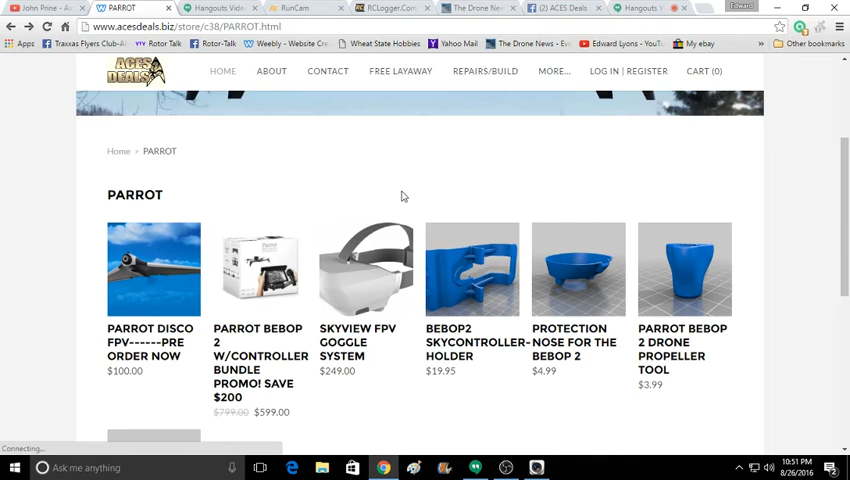 Edward
John Prine - A
PARROT
Hangouts Vide
RunCam
RCLogger.Com
The Drone News
(2) ACES Deals
Hangouts V
www.acesdeals.biz/store/c38/PARROT.html
Apps
Traxxas Flyers Clu
Rotor Talk
Rotor-Talk
Weebly - Website Cre
Wheat State Hobbies
Yahoo Mail
The Drone News - Eve
Edward Lyons - YouTu
My ebay
Other bookmarks
ACES DEALS
HOME
ABOUT
CONTACT
FREE LAYAWAY
REPAIRS/BUILD
MORE...
LOG IN | REGISTER
CART (0)
Home > PARROT
PARROT
PARROT DISCO
FPV------PRE
ORDER NOW
$100.00
PARROT BEBOP
2
W/CONTROLLER
BUNDLE
PROMO! SAVE
$200
$799.00 $599.00
SKYVIEW FPV
GOGGLE
SYSTEM
$249.00
BEBOP2
SKYCONTROLLER-
HOLDER
$19.95
PROTECTION
NOSE FOR THE
BEBOP 2
$4.99
PARROT BEBOP
2 DRONE
PROPELLER
TOOL
$3.99
Connecting...
Ask me anything
10:51 PM
8/26/2016